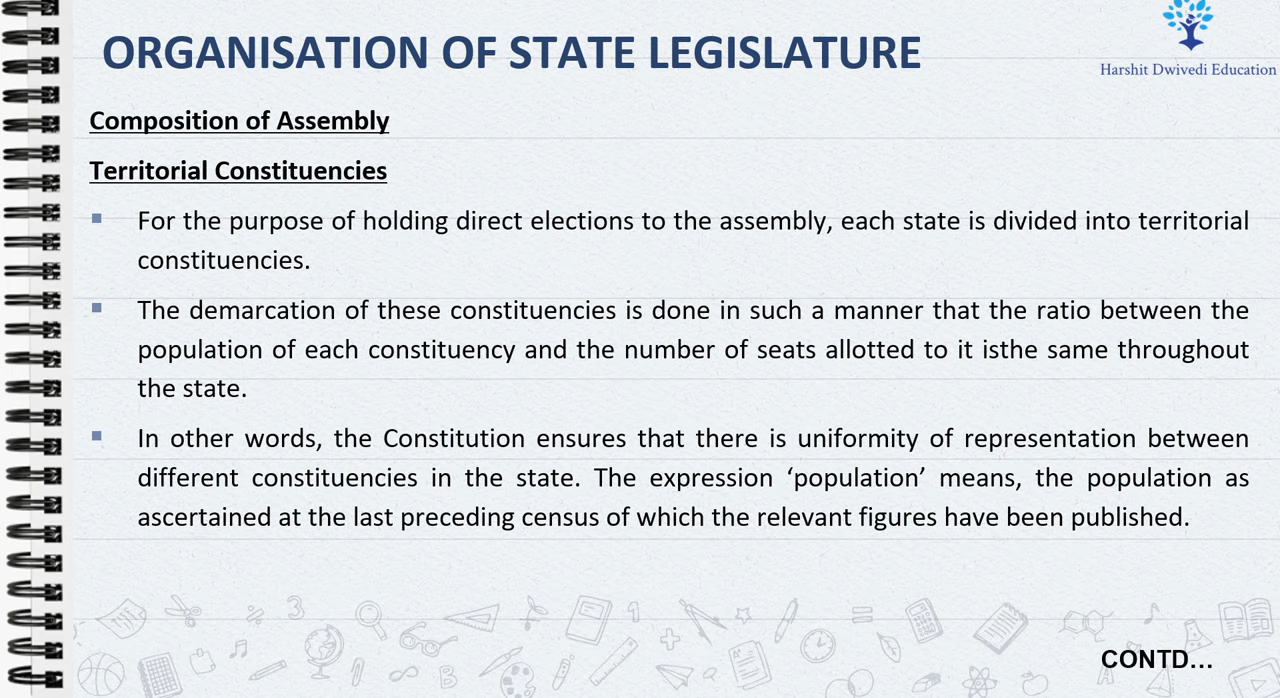 ORGANISATION OF STATE LEGISLATURE
Harshit Dwivedi Education
Composition of Assembly
Territorial Constituencies
For the purpose of holding direct elections to the assembly, each state is divided into territorial
constituencies.
The demarcation of these constituencies is done in such a manner that the ratio between the
population of each constituency and the number of seats allotted to it isthe same throughout
the state.
In other words, the Constitution ensures that there is uniformity of representation between
different constituencies in the state. The expression ‘population’ means, the population as
ascertained at the last preceding census of which the relevant figures have been published.
CONTD...